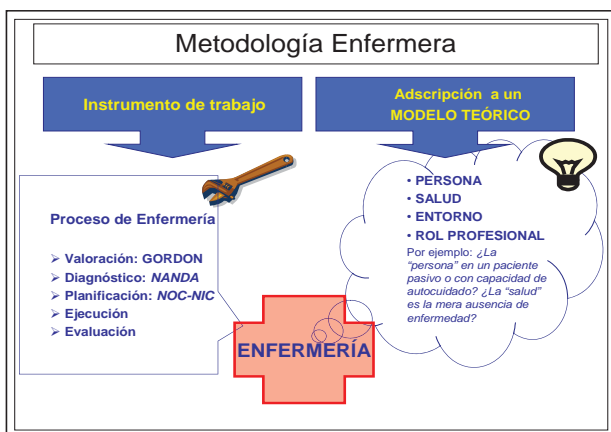 Metodología Enfermera
Instrumento de trabajo
Adscripción a un
MODELO TEÓRICO
Proceso de Enfermería
➢ Valoración: GORDON
➢ Diagnóstico: NANDA
➢ Planificación: NOC-NIC
➢ Ejecución
➢ Evaluación
• PERSONA
• SALUD
• ENTORNO
• ROL PROFESIONAL
Por ejemplo: ¿La
"persona" en un paciente
pasivo o con capacidad de
autocuidado? ¿La "salud"
es la mera ausencia de
enfermedad?
ENFERMERÍA